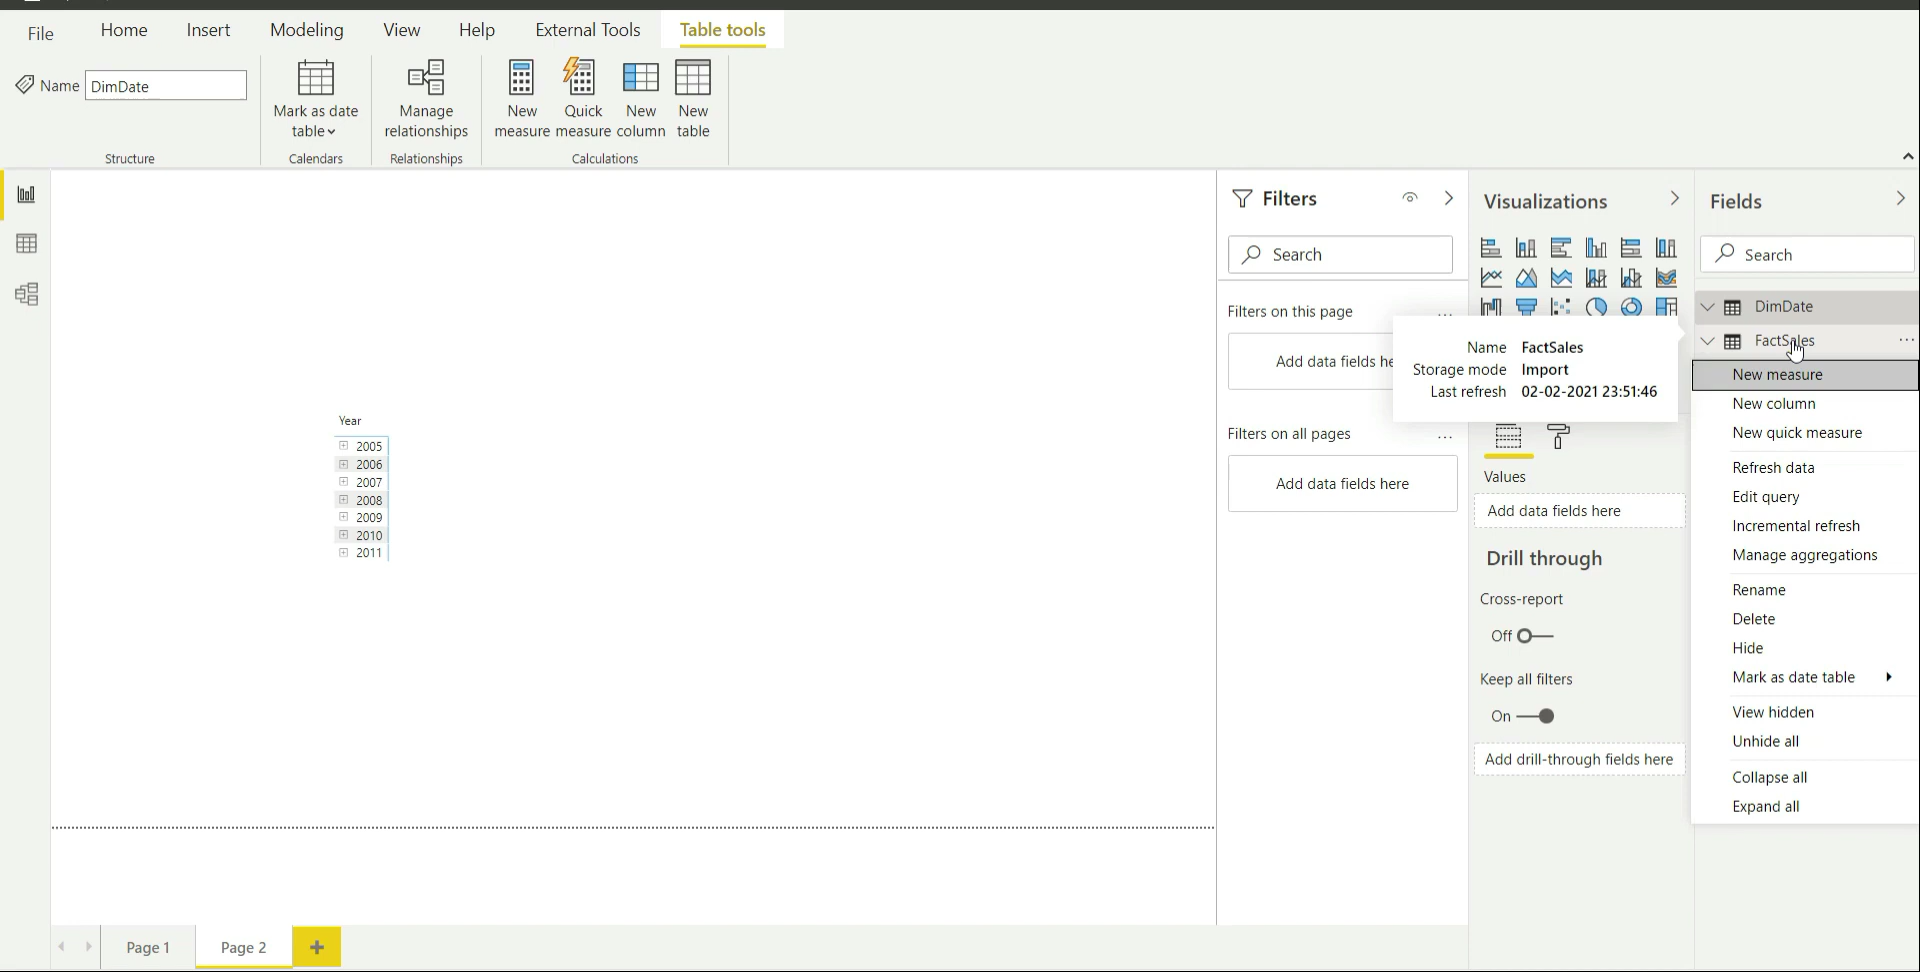 File
Home
Insert
Modeling
View
Help
External Tools
Table tools
Name
DimDate
Mark as date
table
Manage
relationships
New
measure
Quick
measure
New
column
New
table
Structure
Calendars
Relationships
Calculations
Filters
Search
Filters on this page
...
Add data fields he
Filters on all pages
...
Add data fields here
Visualizations
Name FactSales
Storage mode Import
Last refresh 02-02-2021 23:51:46
Values
Add data fields here
Drill through
Cross-report
Off
Keep all filters
On
Add drill-through fields here
Fields
Search
DimDate
FactSales
...
New measure
New column
New quick measure
Refresh data
Edit query
Incremental refresh
Manage aggregations
Rename
Delete
Hide
Mark as date table
View hidden
Unhide all
Collapse all
Expand all
Year
2005
2006
2007
2008
2009
2010
2011
Page 1
Page 2
+